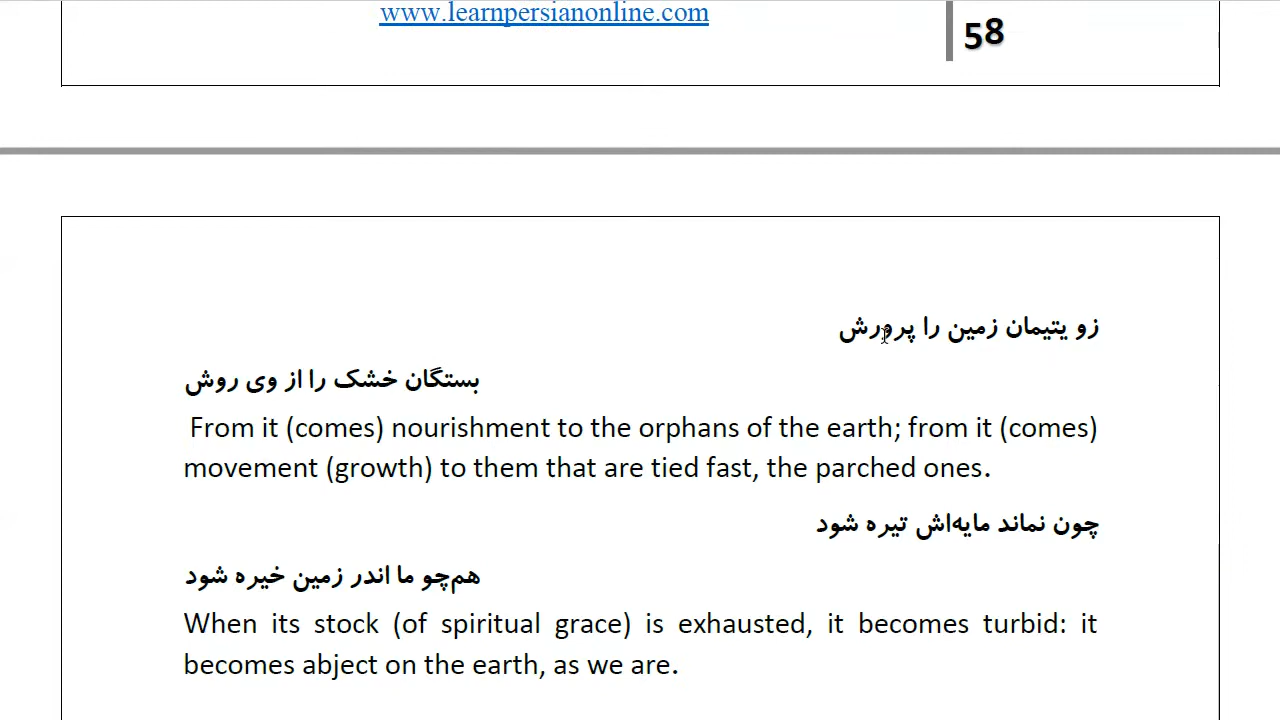 www.learnpersianonline.com
58
زو یتیمان زمین را پرورش
بستگان خشک را از وی روش
From it (comes) nourishment to the orphans of the earth; from it (comes)
movement (growth) to them that are tied fast, the parched ones.
چون نماند مایه‌اش تیره شود
هم‌چو ما اندر زمین خیره شود
When its stock (of spiritual grace) is exhausted, it becomes turbid: it
becomes abject on the earth, as we are.